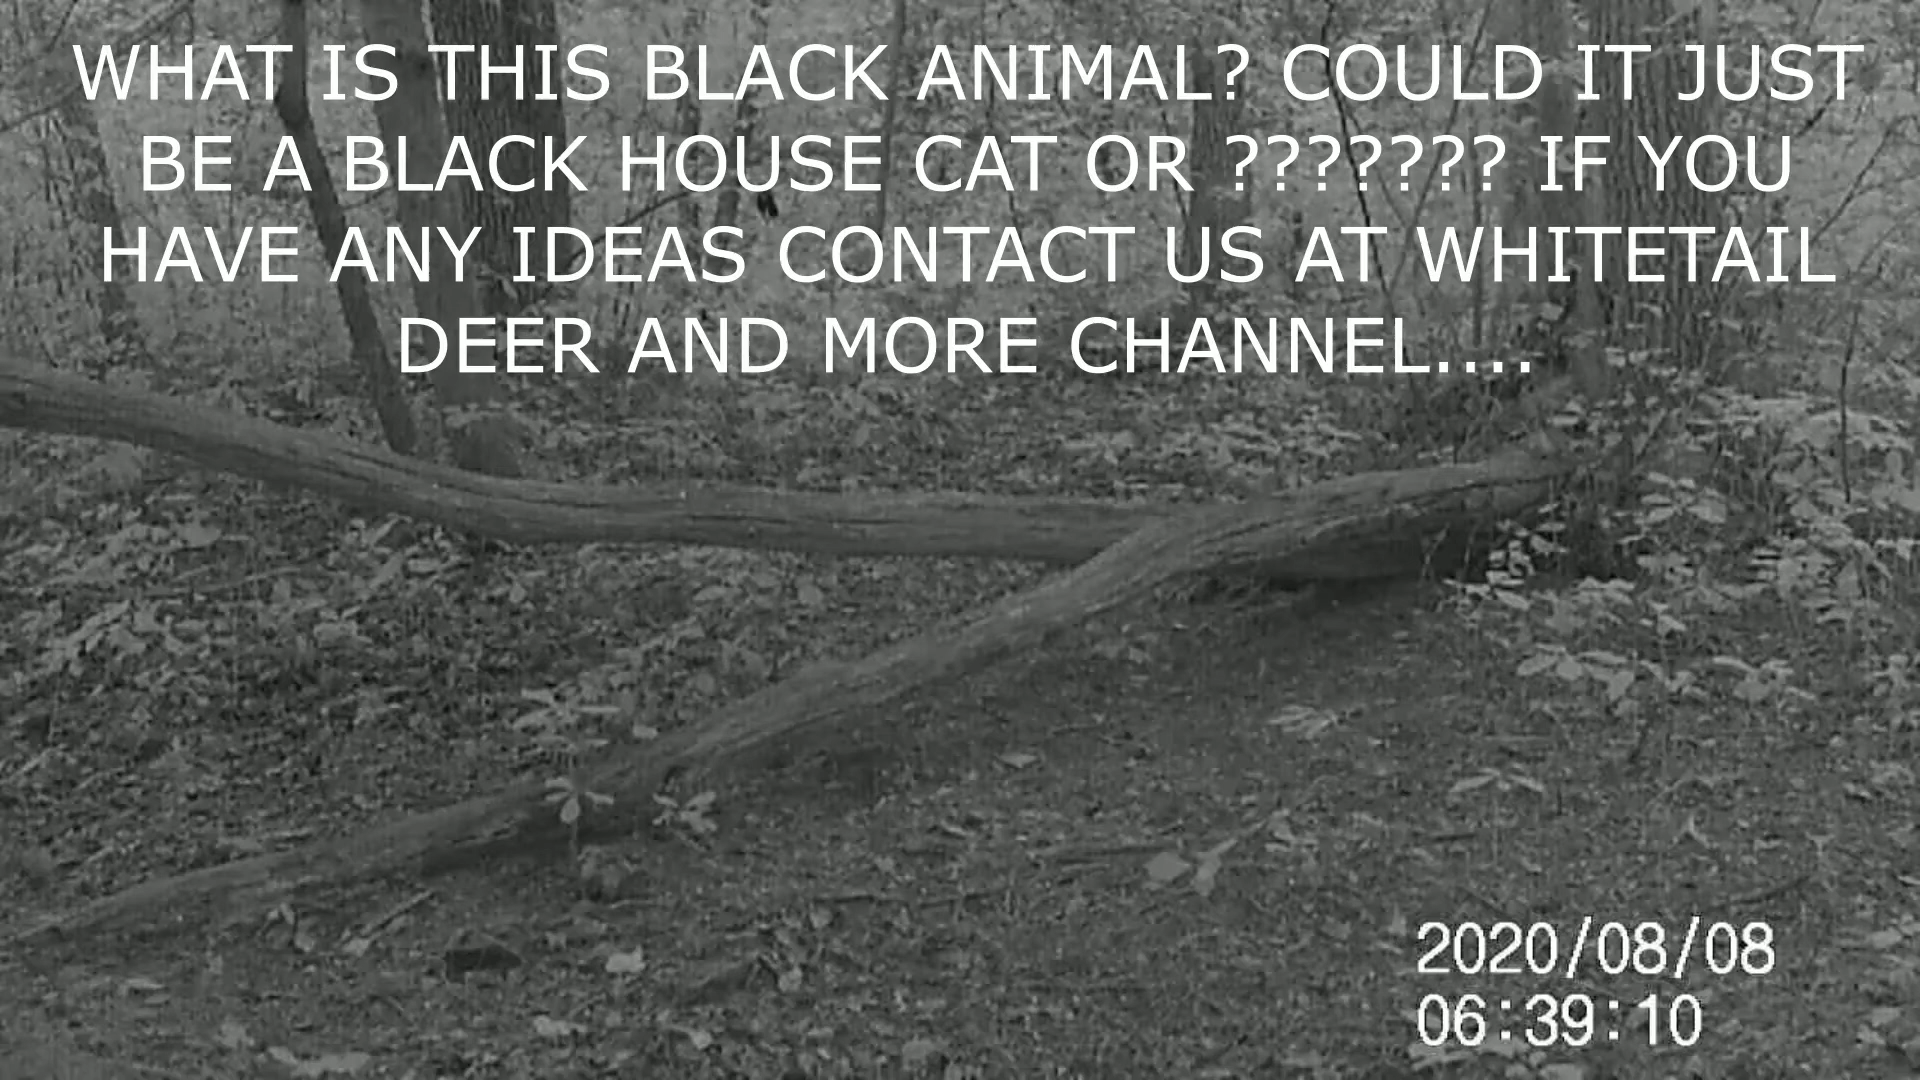 WHAT IS THIS BLACK ANIMAL? COULD IT JUST
BE A BLACK HOUSE CAT OR ??????? IF YOU
HAVE ANY IDEAS CONTACT US AT WHITETAIL
DEER AND MORE CHANNEL....
2020/08/08
06:39:10